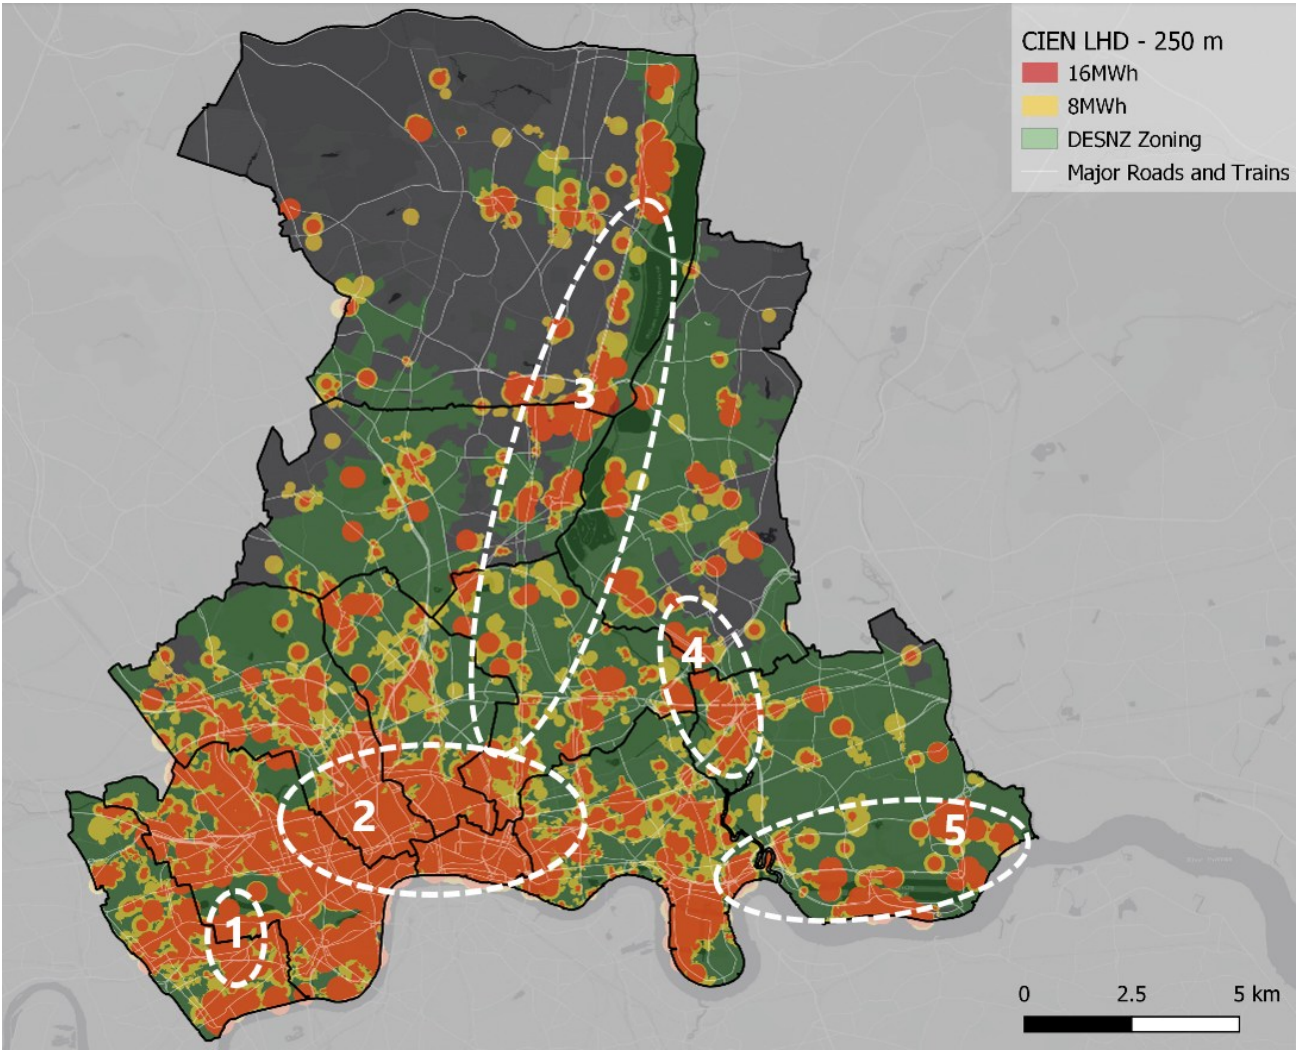 CIEN LHD - 250 m
16MWh
8MWh
DESNZ Zoning
Major Roads and Trains
3
4
2
5
1
0 2.5 5 km